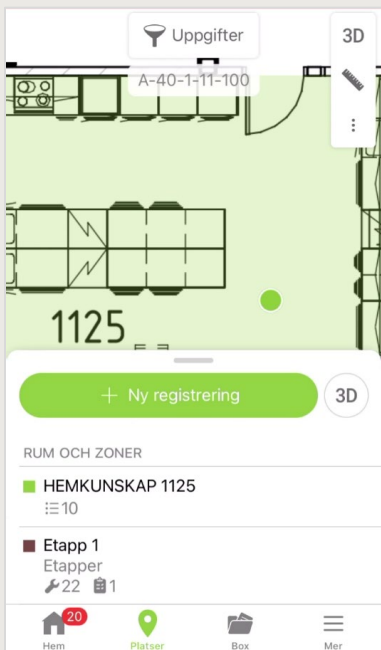 Uppgifter
3D
A-40-1-11-100
1125
+ Ny registrering
3D
RUM OCH ZONER
HEMKUNSKAP 1125
10
Etapp 1
Etapper
22 1
20
Hem
Platser
Box
Mer